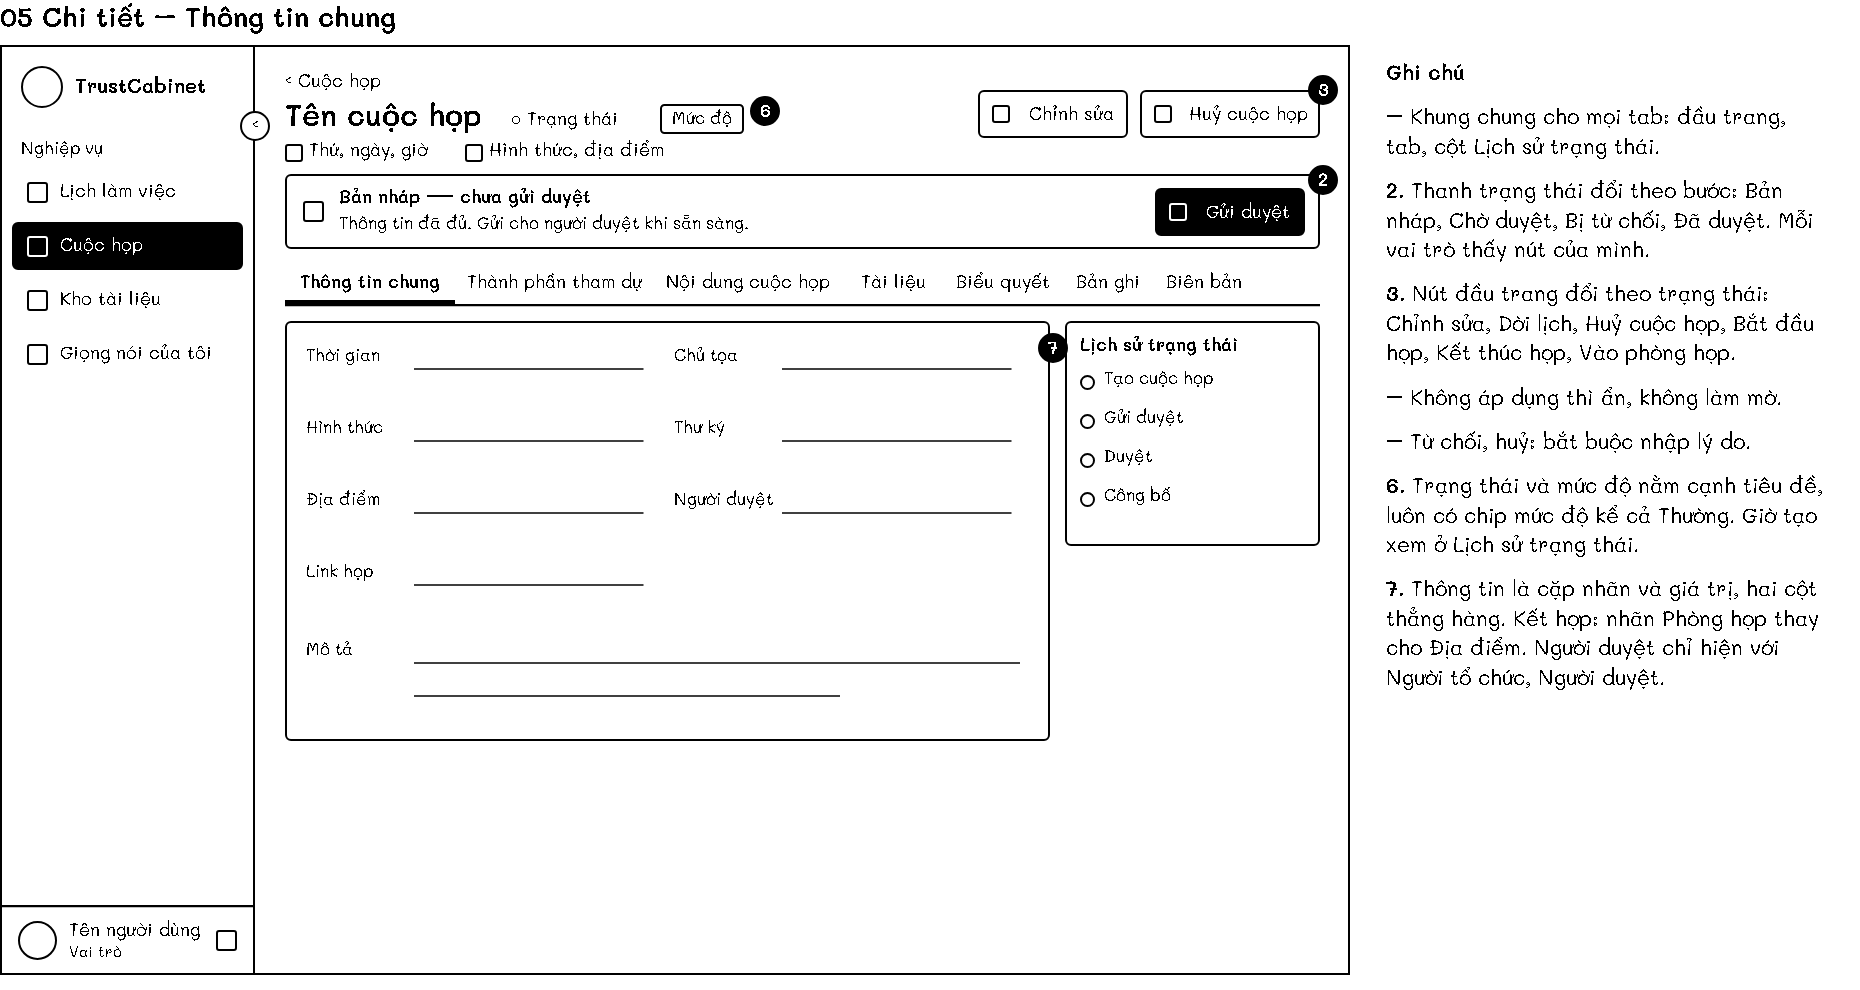 05 Chi tiết — Thông tin chung
TrustCabinet
<
Nghiệp vụ
Lịch làm việc
Cuộc họp
Kho tài liệu
Giọng nói của tôi
Tên người dùng
Vai trò
< Cuộc họp
Tên cuộc họp
Trạng thái
Mức độ
6
Chỉnh sửa
Huỷ cuộc họp
3
Thứ, ngày, giờ
Hình thức, địa điểm
2
Bản nháp — chưa gửi duyệt
Thông tin đã đủ. Gửi cho người duyệt khi sẵn sàng.
Gửi duyệt
Thông tin chung
Thành phần tham dự
Nội dung cuộc họp
Tài liệu
Biểu quyết
Bản ghi
Biên bản
Thời gian
Chủ tọa
Hình thức
Thư ký
Địa điểm
Người duyệt
Link họp
Mô tả
7
Lịch sử trạng thái
Tạo cuộc họp
Gửi duyệt
Duyệt
Công bố
Ghi chú
— Khung chung cho mọi tab: đầu trang,
tab, cột Lịch sử trạng thái.
2. Thanh trạng thái đổi theo bước: Bản
nháp, Chờ duyệt, Bị từ chối, Đã duyệt. Mỗi
vai trò thấy nút của mình.
3. Nút đầu trang đổi theo trạng thái:
Chỉnh sửa, Dời lịch, Huỷ cuộc họp, Bắt đầu
họp, Kết thúc họp, Vào phòng họp.
— Không áp dụng thì ẩn, không làm mờ.
— Từ chối, huỷ: bắt buộc nhập lý do.
6. Trạng thái và mức độ nằm cạnh tiêu đề,
luôn có chip mức độ kể cả Thường. Giờ tạo
xem ở Lịch sử trạng thái.
7. Thông tin là cặp nhãn và giá trị, hai cột
thẳng hàng. Kết hợp: nhãn Phòng họp thay
cho Địa điểm. Người duyệt chỉ hiện với
Người tổ chức, Người duyệt.